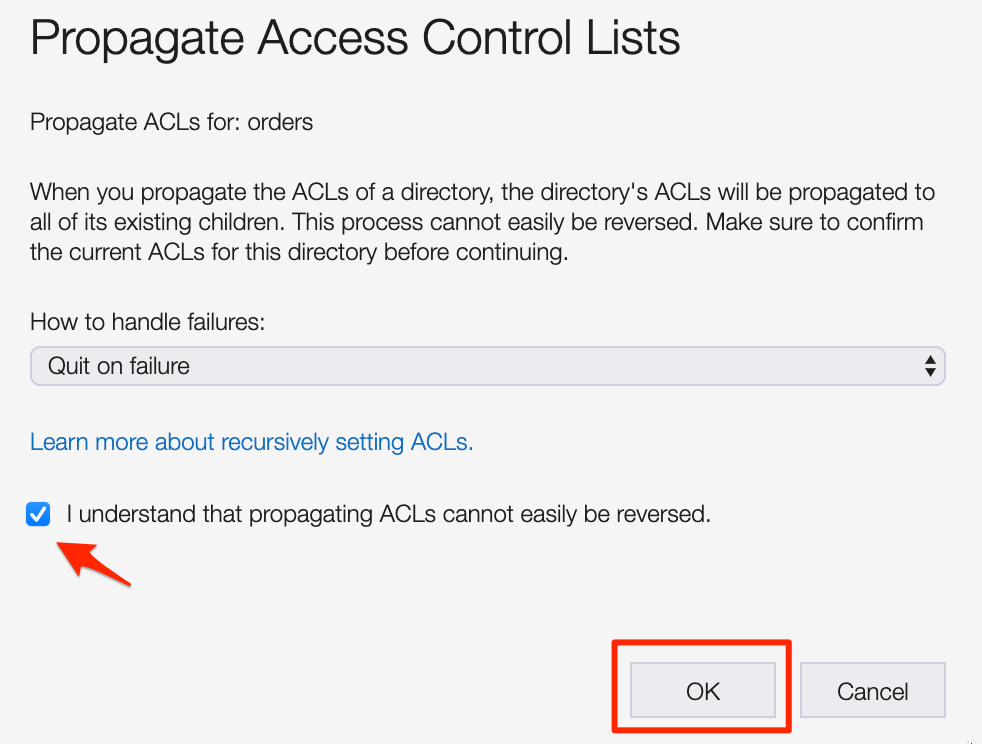 Propagate Access Control Lists
Propagate ACLs for: orders
When you propagate the ACLs of a directory, the directory's ACLs will be propagated to
all of its existing children. This process cannot easily be reversed. Make sure to confirm
the current ACLs for this directory before continuing.
How to handle failures:
Quit on failure
Learn more about recursively setting ACLs.
I understand that propagating ACLs cannot easily be reversed.
OK
Cancel